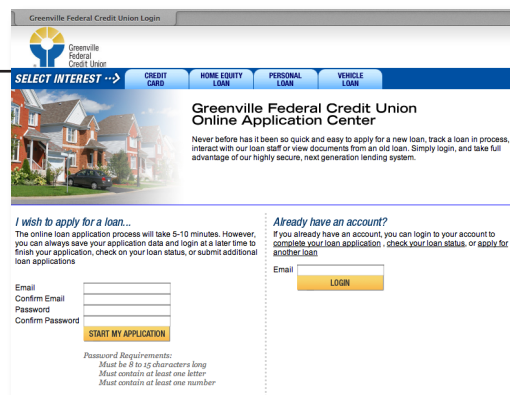 Greenville Federal Credit Union Login
Greenville
Federal
Credit Union
SELECT INTEREST ···>
CREDIT
CARD
HOME EQUITY
LOAN
PERSONAL
LOAN
VEHICLE
LOAN
Greenville Federal Credit Union
Online Application Center
Never before has it been so quick and easy to apply for a new loan, track a loan in process,
interact with our loan staff or view documents from an old loan. Simply login, and take full
advantage of our highly secure, next generation lending system.
I wish to apply for a loan...
The online loan application process will take 5-10 minutes. However,
you can always save your application data and login at a later time to
finish your application, check on your loan status, or submit additional
loan applications
Email
Confirm Email
Password
Confirm Password
START MY APPLICATION
Password Requirements:
Must be 8 to 15 characters long
Must contain at least one letter
Must contain at least one number
Already have an account?
If you already have an account, you can login to your account to
complete your loan application , check your loan status, or apply for
another loan
Email
LOGIN